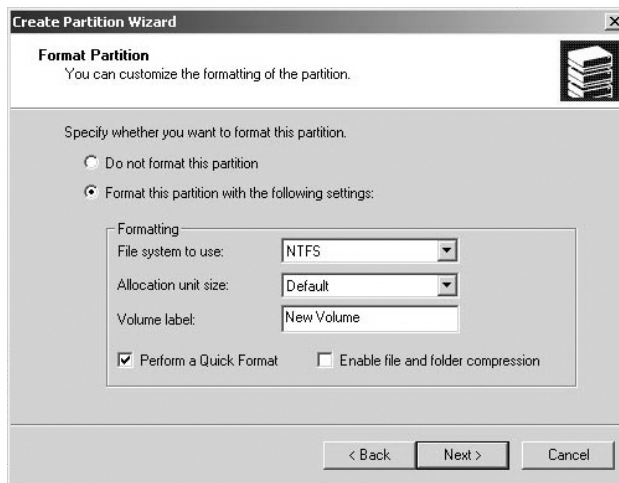 Create Partition Wizard
Format Partition
You can customize the formatting of the partition.
Specify whether you want to format this partition.
Do not format this partition
Format this partition with the following settings:
Formatting
File system to use: NTFS
Allocation unit size: Default
Volume label: New Volume
Perform a Quick Format Enable file and folder compression
< Back Next > Cancel